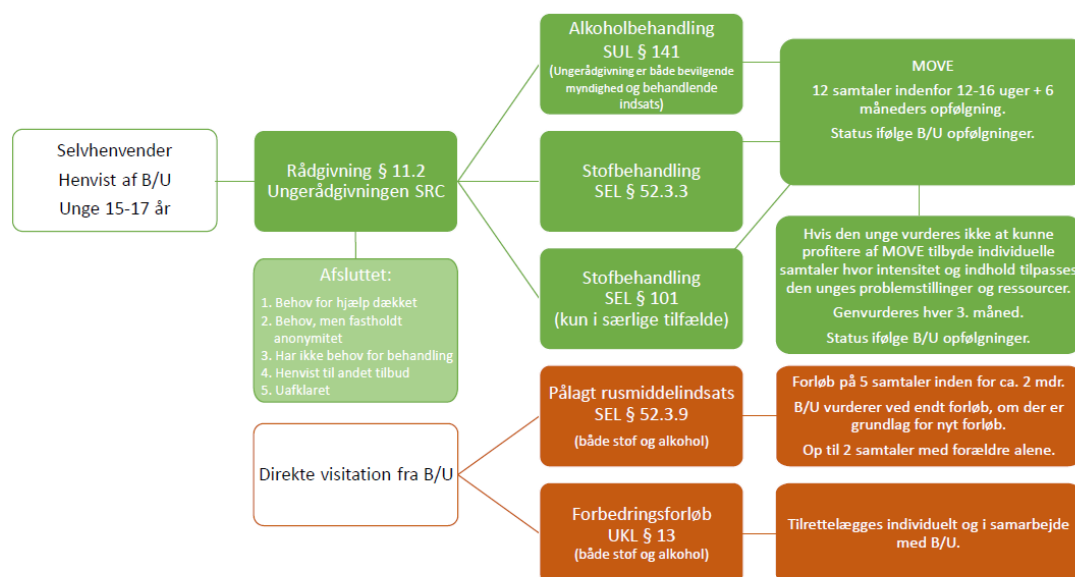 Selvhenvender
Henvist af B/U
Unge 15-17 år
Rådgivning § 11.2
Ungerådgivningen SRC
Afsluttet:
1. Behov for hjælp dækket
2. Behov, men fastholdt
anonymitet
3. Har ikke behov for behandling
4. Henvist til andet tilbud
5. Uafklaret
Alkoholbehandling
SUL § 141
(Ungerådgivning er både bevilgende
myndighed og behandlende
indsats)
Stofbehandling
SEL § 52.3.3
Stofbehandling
SEL § 101
(kun i særlige tilfælde)
MOVE
12 samtaler indenfor 12-16 uger + 6
måneders opfølgning.
Status ifølge B/U opfølgninger.
Hvis den unge vurderes ikke at kunne
profitere af MOVE tilbyde individuelle
samtaler hvor intensitet og indhold tilpasses
den unges problemstillinger og ressourcer.
Genvurderes hver 3. måned.
Status ifølge B/U opfølgninger.
Direkte visitation fra B/U
Pålagt rusmiddelindsats
SEL § 52.3.9
(både stof og alkohol)
Forløb på 5 samtaler inden for ca. 2 mdr.
B/U vurderer ved endt forløb, om der er
grundlag for nyt forløb.
Op til 2 samtaler med forældre alene.
Forbedringsforløb
UKL § 13
(både stof og alkohol)
Tilrettelægges individuelt og i samarbejde
med B/U.